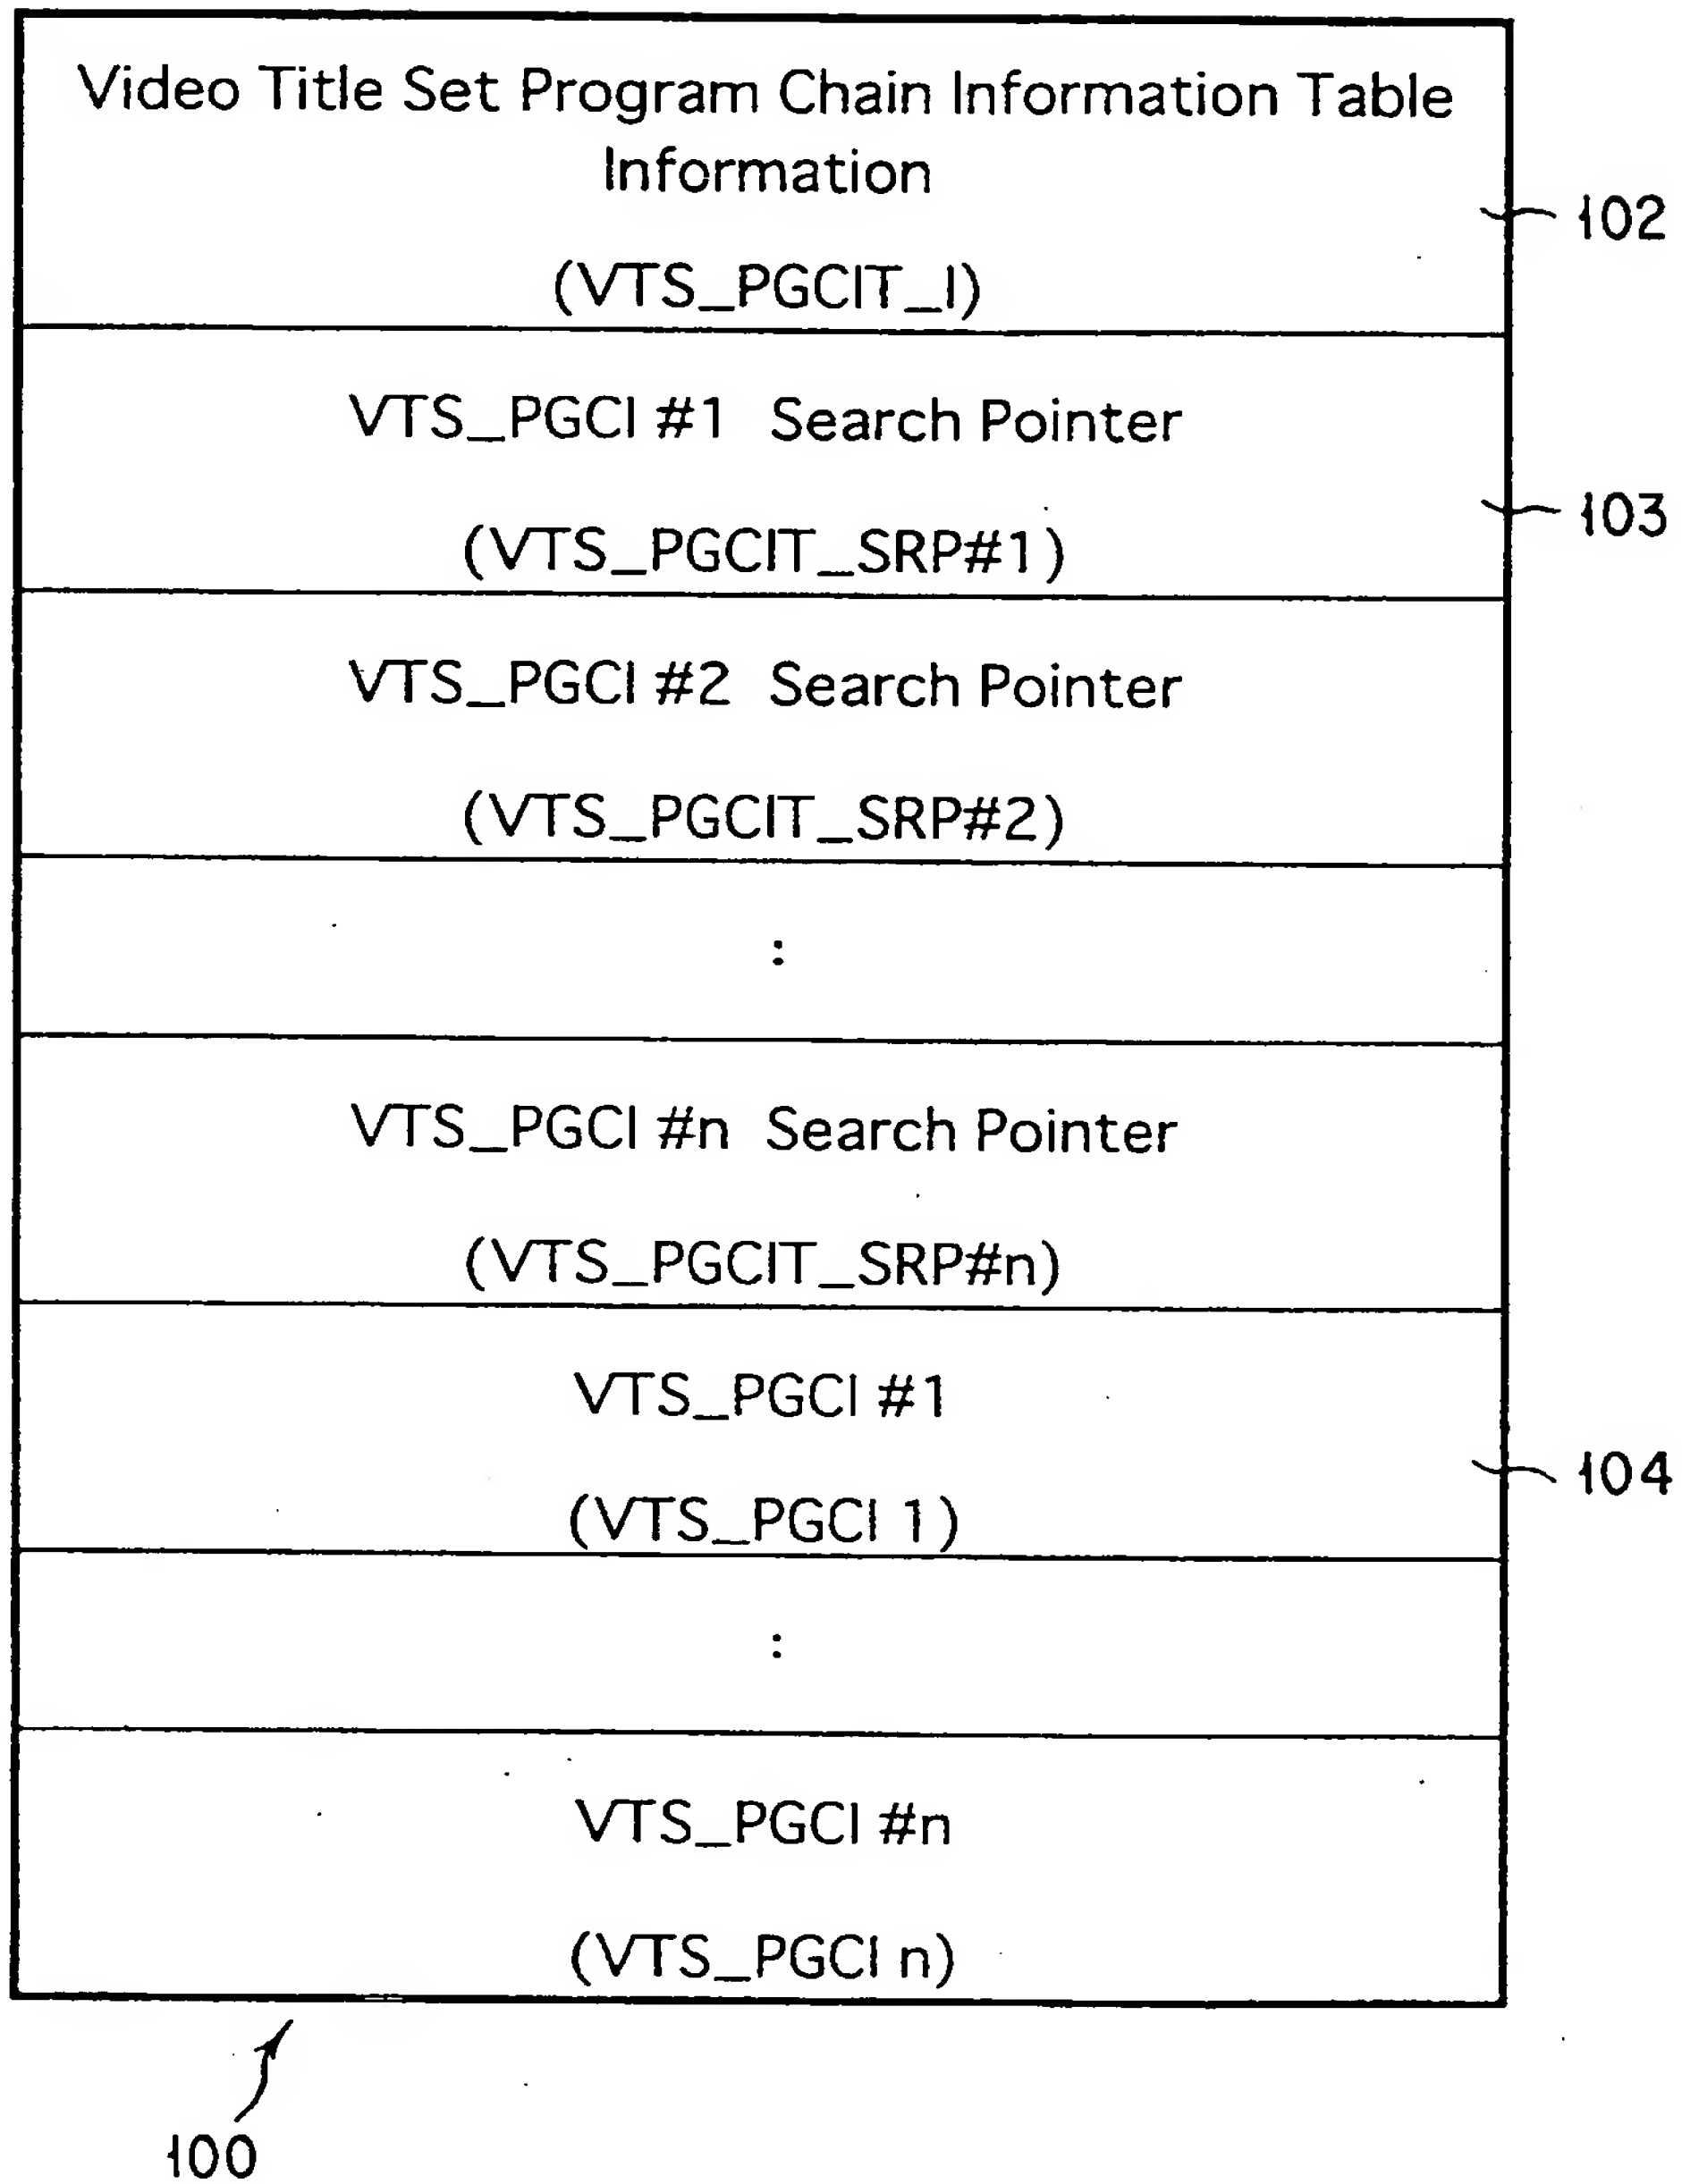 Video Title Set Program Chain Information Table
Information
(VTS_PGCIT_I)
102
VTS_PGCI #1 Search Pointer
(VTS_PGCIT_SRP#1)
103
VTS_PGCI #2 Search Pointer
(VTS_PGCIT_SRP#2)
:
VTS_PGCI #n Search Pointer
(VTS_PGCIT_SRP#n)
VTS_PGCI #1
(VTS_PGCI 1)
104
:
VTS_PGCI #n
(VTS_PGCI n)
100